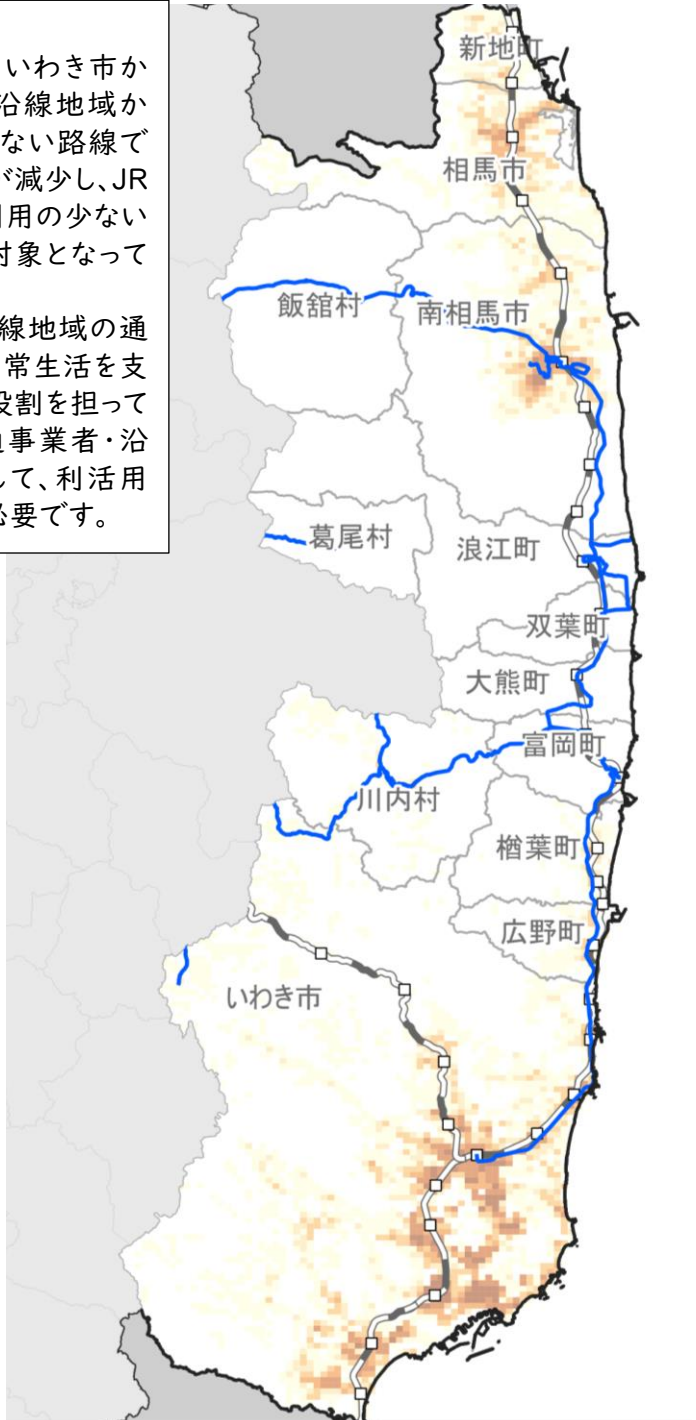 いわき市か
沿線地域か
ない路線で
が減少し、JR
利用の少ない
対象となって
線地域の通
常生活を支
役割を担って
事業者・沿
して、利活用
必要です。
新地町
相馬市
飯舘村
南相馬市
葛尾村
浪江町
双葉町
大熊町
富岡町
川内村
楢葉町
広野町
いわき市